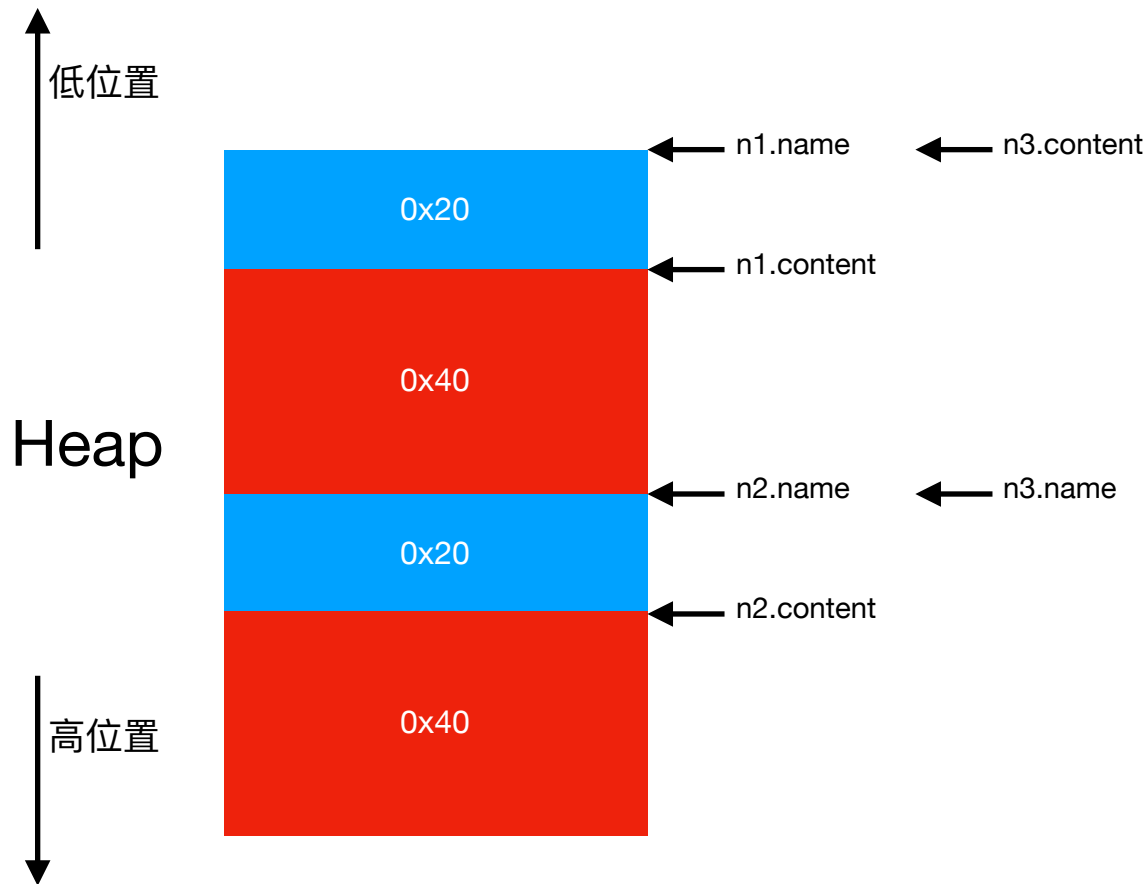 低位置
n1.name
n3.content
0x20
n1.content
0x40
Heap
n2.name
n3.name
0x20
n2.content
高位置
0x40